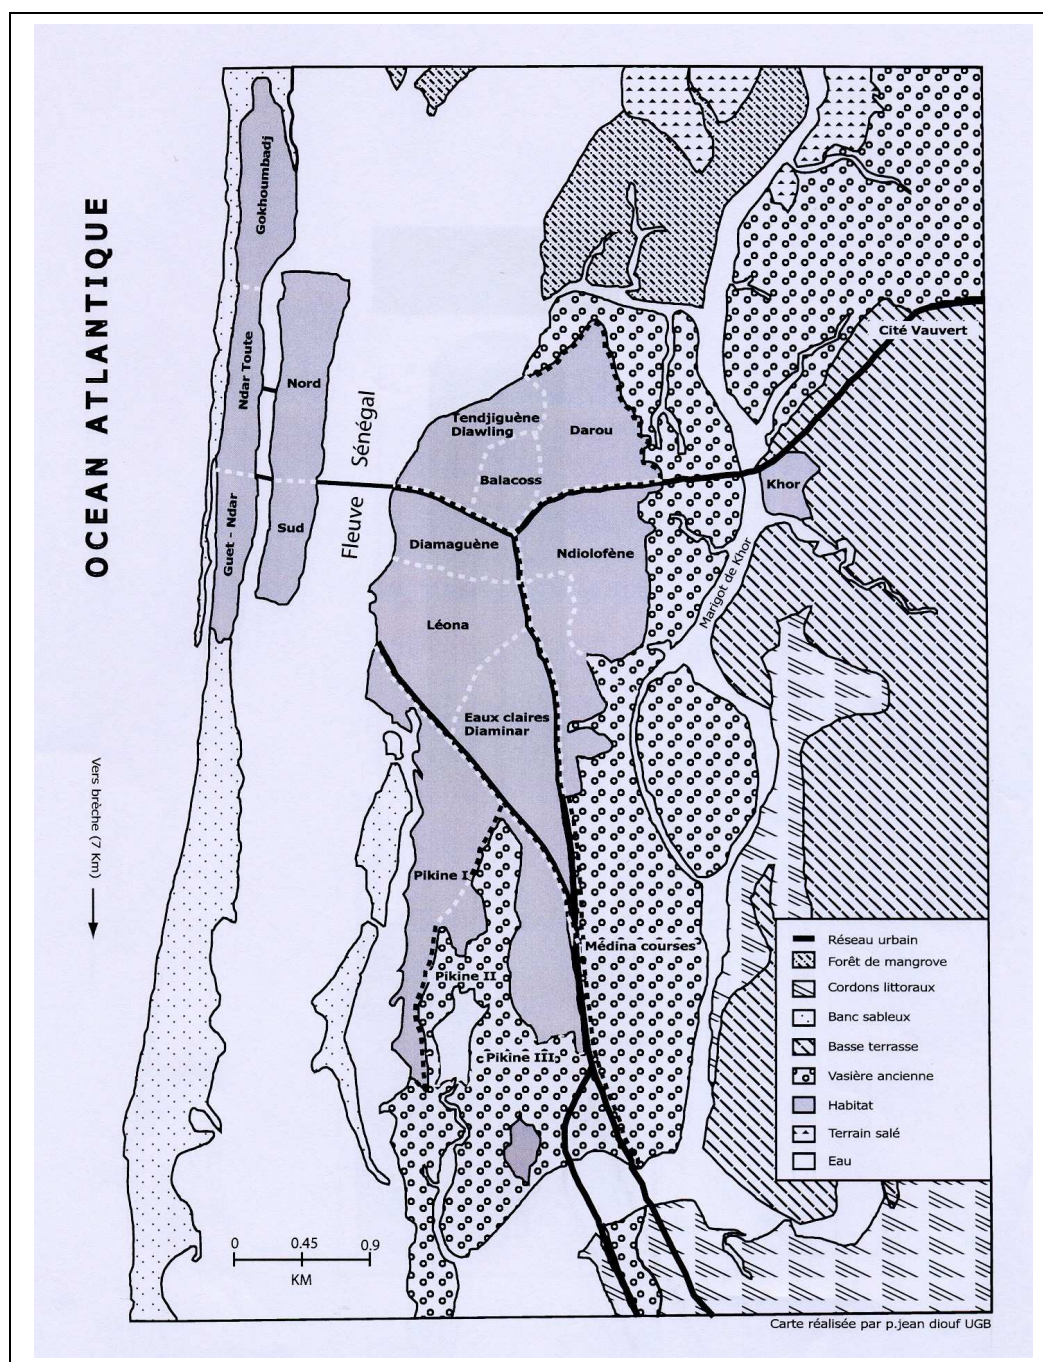 OCEAN ATLANTIQUE
Vers brèche (7 Km)
Gokhoumbadj
Ndar Toute
Guet - Ndar
Nord
Sud
Fleuve Sénégal
Tendjiguène
Diawling
Darou
Balacoss
Diamaguène
Ndiolofène
Léona
Eaux claires
Diaminar
Pikine I
Pikine II
Pikine III
Médina courses
Cité Vauvert
Khor
Marigot de Khor
Réseau urbain
Forêt de mangrove
Cordons littoraux
Banc sableux
Basse terrasse
Vasière ancienne
Habitat
Terrain salé
Eau
0 0.45 0.9
KM
Carte réalisée par p.jean diouf UGB